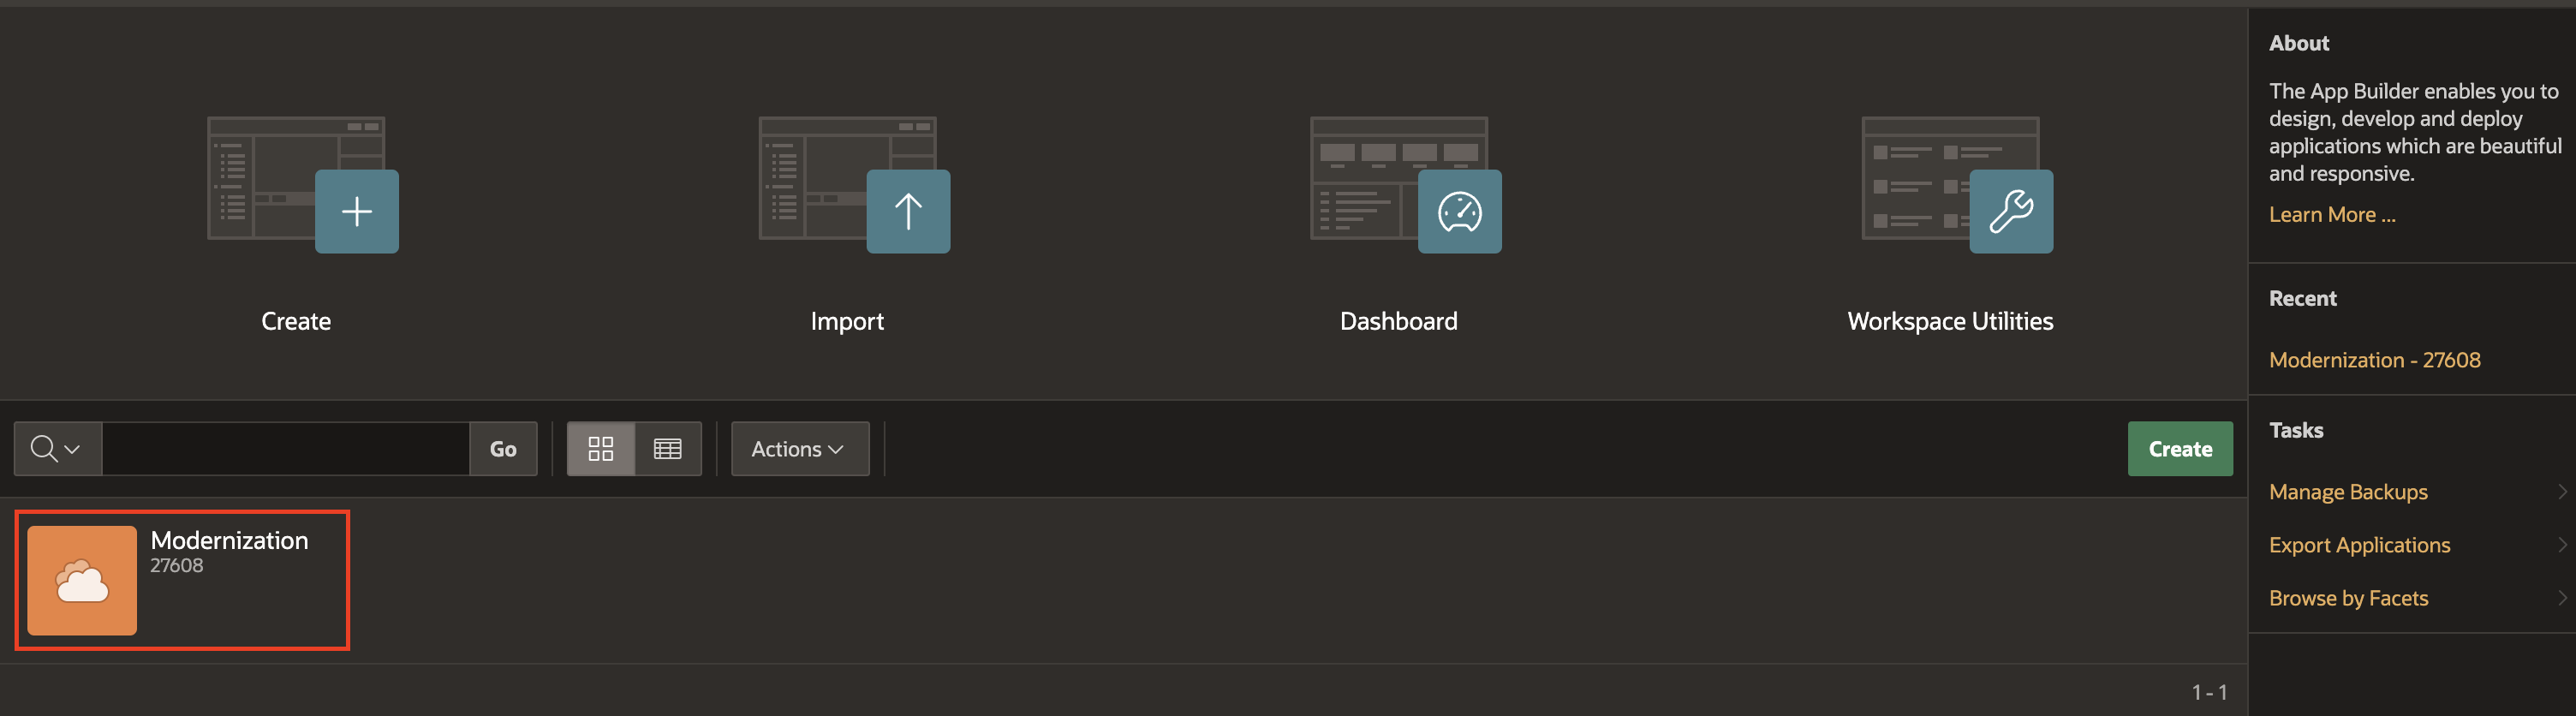 Create
Import
Dashboard
Workspace Utilities
Go
Actions
Create
Modernization
27608
1 - 1
About
The App Builder enables you to
design, develop and deploy
applications which are beautiful
and responsive.
Learn More ...
Recent
Modernization - 27608
Tasks
Manage Backups
Export Applications
Browse by Facets